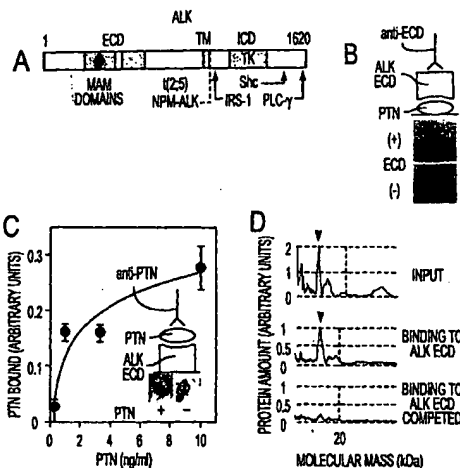 ALK
1 ECD TM ICD 1620
A
TK
MAM
DOMAINS
t(2;5)
NPM-ALK
Shc
IRS-1 PLC-γ
B
anti-ECD
ALK
ECD
PTN
(+)
ECD
(-)
C
PTN BOUND (ARBITRARY UNITS)
0.3
0.2
0.1
0
anti-PTN
PTN
ALK
ECD
PTN + −
0 2 4 6 8 10
PTN (ng/ml)
D
PROTEIN AMOUNT (ARBITRARY UNITS)
2
1
0
INPUT
1
0.5
0
BINDING TO
ALK ECD
1
0.5
0
BINDING TO
ALK ECD
COMPETED
20
MOLECULAR MASS (kDa)